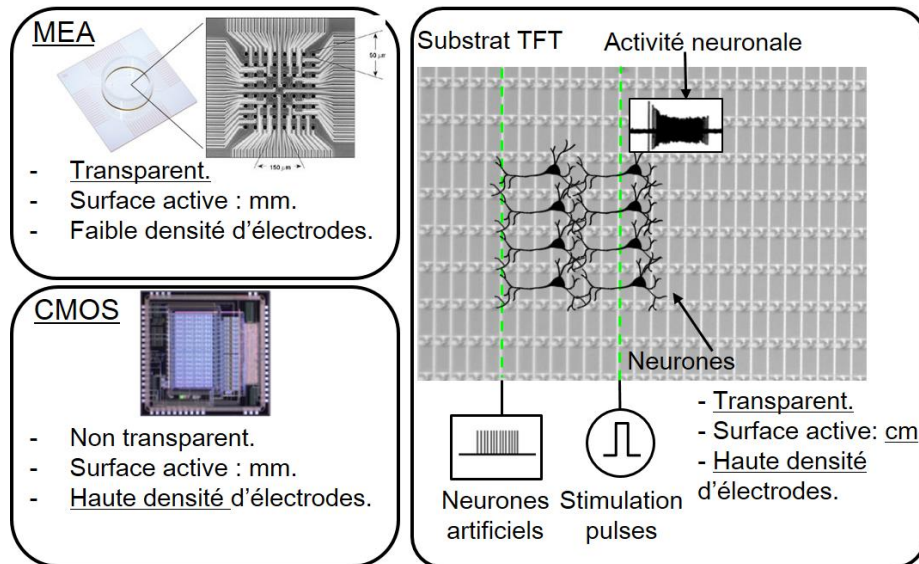 MEA
50 µm
150 µm
- Transparent.
- Surface active : mm.
- Faible densité d'électrodes.
CMOS
- Non transparent.
- Surface active : mm.
- Haute densité d'électrodes.
Substrat TFT
Activité neuronale
Neurones
Neurones
artificiels
Stimulation
pulses
- Transparent.
- Surface active: cm
- Haute densité
d'électrodes.